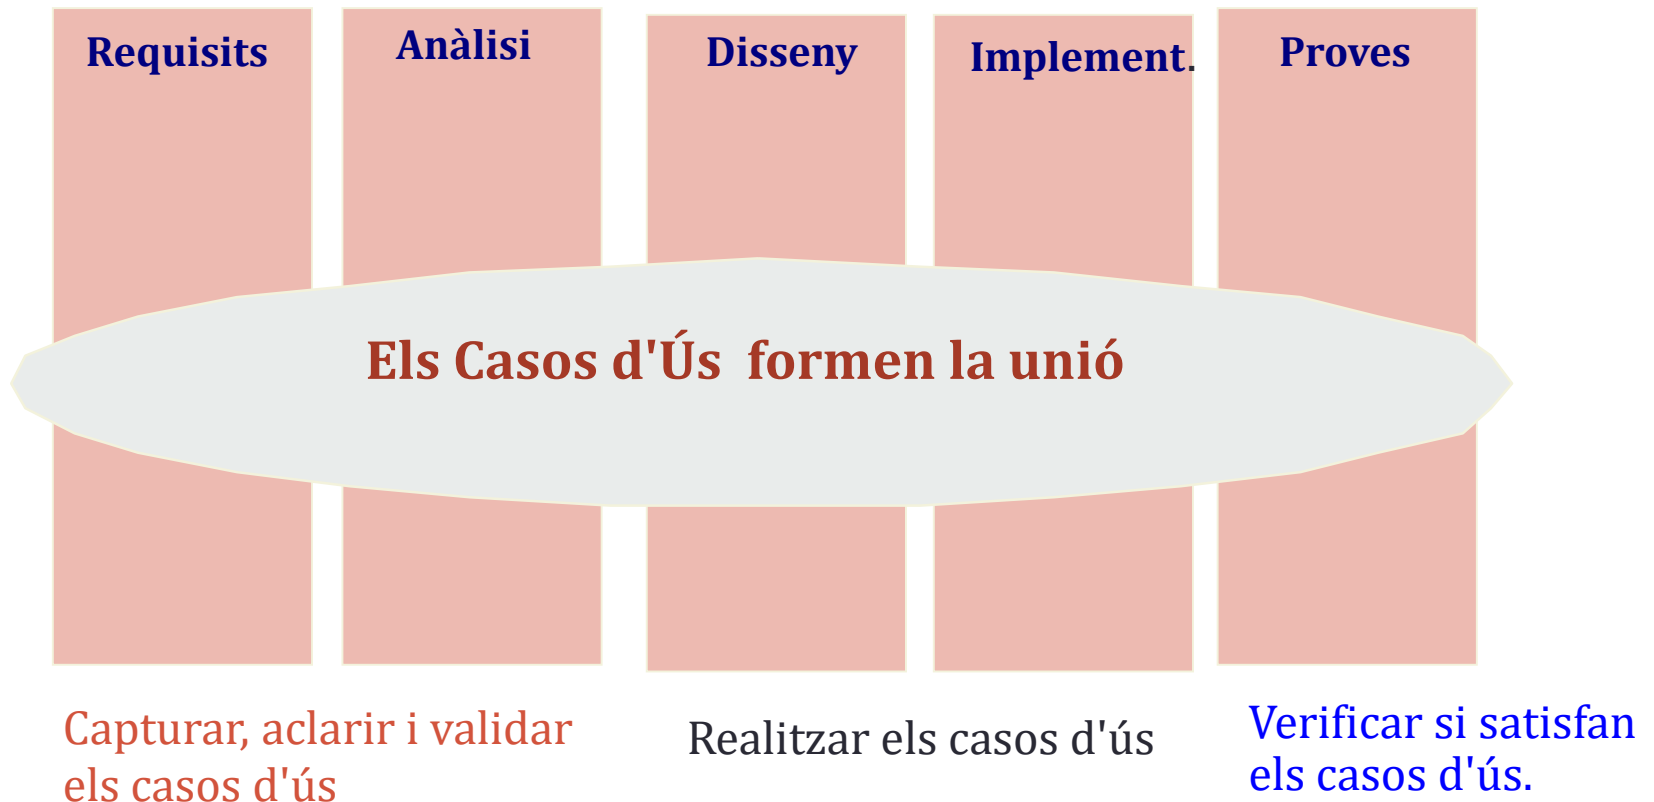 Requisits
Anàlisi
Disseny
Implement.
Proves
Els Casos d'Ús  formen la unió
Capturar, aclarir i validar
els casos d'ús
Realitzar els casos d'ús
Verificar si satisfan
els casos d'ús.